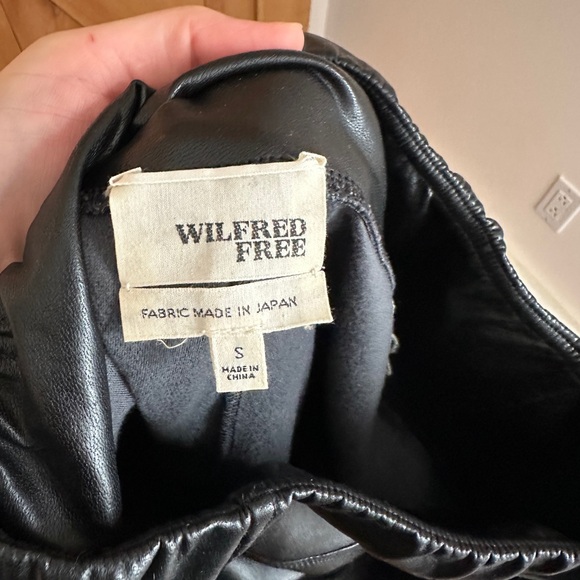 WILFRED
FREE
FABRIC MADE IN JAPAN
S
MADE IN
CHINA